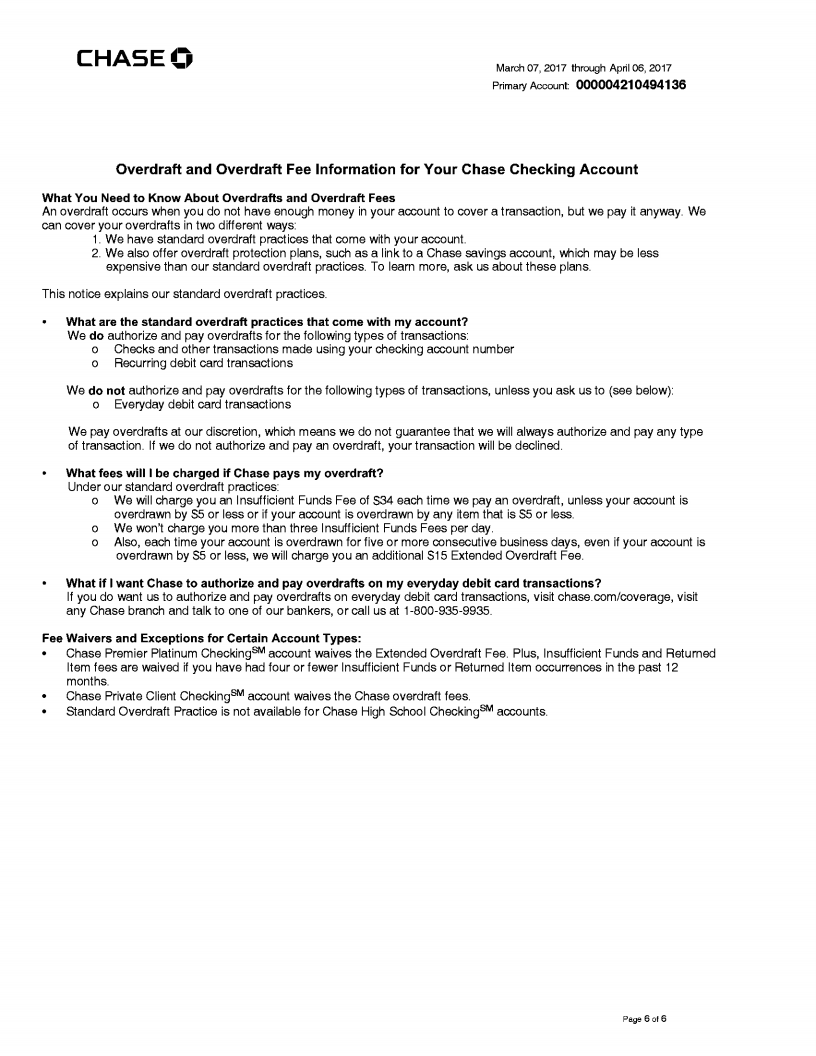 CHASE
March 07, 2017 through April 06, 2017
Primary Account: 000004210494136
Overdraft and Overdraft Fee Information for Your Chase Checking Account
What You Need to Know About Overdrafts and Overdraft Fees
An overdraft occurs when you do not have enough money in your account to cover a transaction, but we pay it anyway. We
can cover your overdrafts in two different ways:
1. We have standard overdraft practices that come with your account.
2. We also offer overdraft protection plans, such as a link to a Chase savings account, which may be less
expensive than our standard overdraft practices. To learn more, ask us about these plans.
This notice explains our standard overdraft practices.
• What are the standard overdraft practices that come with my account?
We do authorize and pay overdrafts for the following types of transactions:
o Checks and other transactions made using your checking account number
o Recurring debit card transactions
We do not authorize and pay overdrafts for the following types of transactions, unless you ask us to (see below):
o Everyday debit card transactions
We pay overdrafts at our discretion, which means we do not guarantee that we will always authorize and pay any type
of transaction. If we do not authorize and pay an overdraft, your transaction will be declined.
• What fees will I be charged if Chase pays my overdraft?
Under our standard overdraft practices:
o We will charge you an Insufficient Funds Fee of $34 each time we pay an overdraft, unless your account is
overdrawn by $5 or less or if your account is overdrawn by any item that is $5 or less.
o We won't charge you more than three Insufficient Funds Fees per day.
o Also, each time your account is overdrawn for five or more consecutive business days, even if your account is
overdrawn by $5 or less, we will charge you an additional $15 Extended Overdraft Fee.
• What if I want Chase to authorize and pay overdrafts on my everyday debit card transactions?
If you do want us to authorize and pay overdrafts on everyday debit card transactions, visit chase.com/coverage, visit
any Chase branch and talk to one of our bankers, or call us at 1-800-935-9935.
Fee Waivers and Exceptions for Certain Account Types:
• Chase Premier Platinum Checking℠ account waives the Extended Overdraft Fee. Plus, Insufficient Funds and Returned
Item fees are waived if you have had four or fewer Insufficient Funds or Returned Item occurrences in the past 12
months.
• Chase Private Client Checking℠ account waives the Chase overdraft fees.
• Standard Overdraft Practice is not available for Chase High School Checking℠ accounts.
Page 6 of 6